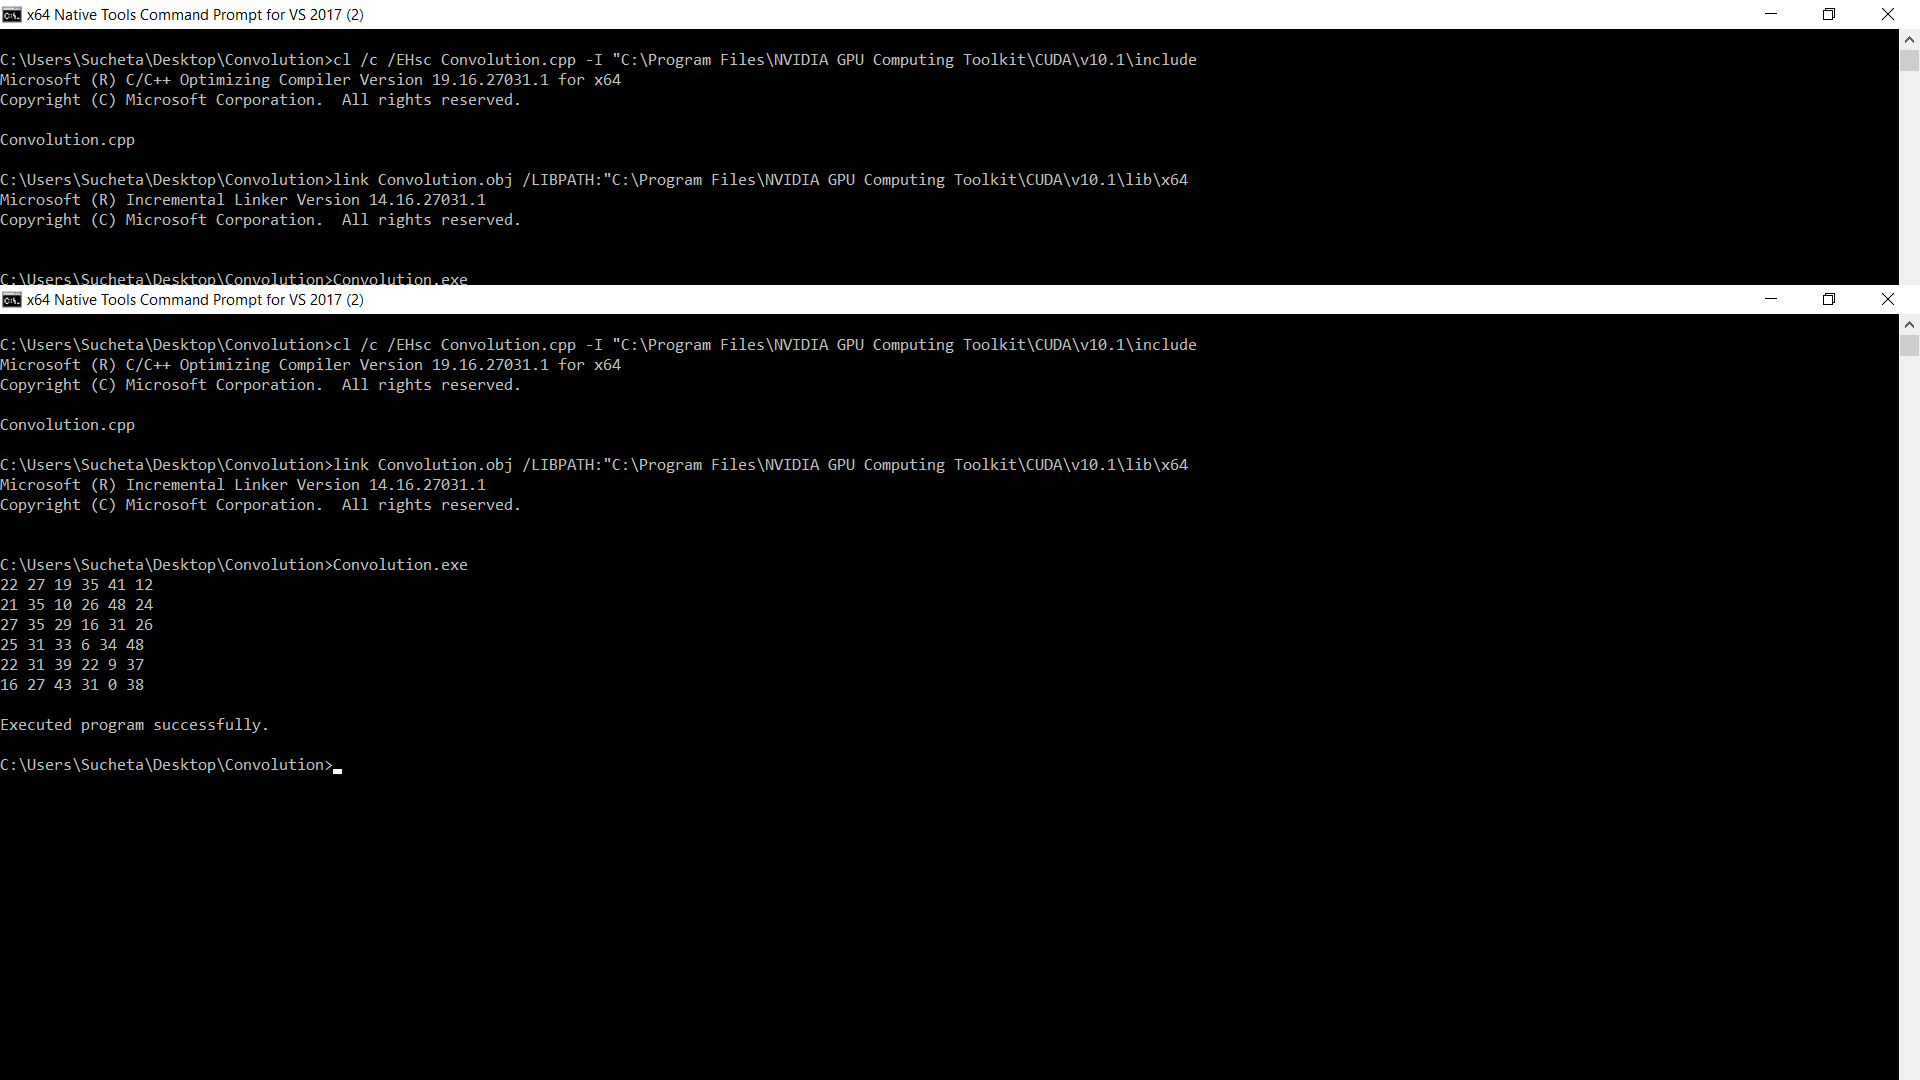 x64 Native Tools Command Prompt for VS 2017 (2)
C:\Users\Sucheta\Desktop\Convolution>cl /c /EHsc Convolution.cpp -I "C:\Program Files\NVIDIA GPU Computing Toolkit\CUDA\v10.1\include
Microsoft (R) C/C++ Optimizing Compiler Version 19.16.27031.1 for x64
Copyright (C) Microsoft Corporation.  All rights reserved.
Convolution.cpp
C:\Users\Sucheta\Desktop\Convolution>link Convolution.obj /LIBPATH:"C:\Program Files\NVIDIA GPU Computing Toolkit\CUDA\v10.1\lib\x64
Microsoft (R) Incremental Linker Version 14.16.27031.1
Copyright (C) Microsoft Corporation.  All rights reserved.
C:\Users\Sucheta\Desktop\Convolution>Convolution.exe
x64 Native Tools Command Prompt for VS 2017 (2)
C:\Users\Sucheta\Desktop\Convolution>cl /c /EHsc Convolution.cpp -I "C:\Program Files\NVIDIA GPU Computing Toolkit\CUDA\v10.1\include
Microsoft (R) C/C++ Optimizing Compiler Version 19.16.27031.1 for x64
Copyright (C) Microsoft Corporation.  All rights reserved.
Convolution.cpp
C:\Users\Sucheta\Desktop\Convolution>link Convolution.obj /LIBPATH:"C:\Program Files\NVIDIA GPU Computing Toolkit\CUDA\v10.1\lib\x64
Microsoft (R) Incremental Linker Version 14.16.27031.1
Copyright (C) Microsoft Corporation.  All rights reserved.
C:\Users\Sucheta\Desktop\Convolution>Convolution.exe
22 27 19 35 41 12
21 35 10 26 48 24
27 35 29 16 31 26
25 31 33 6 34 48
22 31 39 22 9 37
16 27 43 31 0 38
Executed program successfully.
C:\Users\Sucheta\Desktop\Convolution>